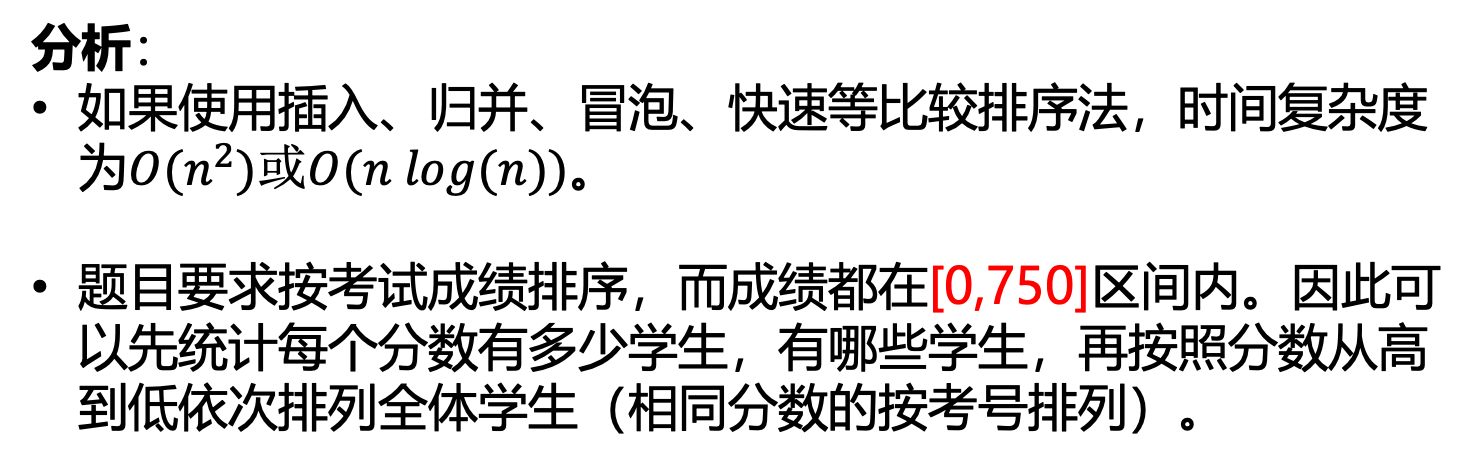 分析：
• 如果使用插入、归并、冒泡、快速等比较排序法，时间复杂度
为O(n²)或O(n log(n))。
• 题目要求按考试成绩排序，而成绩都在[0,750]区间内。因此可
以先统计每个分数有多少学生，有哪些学生，再按照分数从高
到低依次排列全体学生（相同分数的按考号排列）。